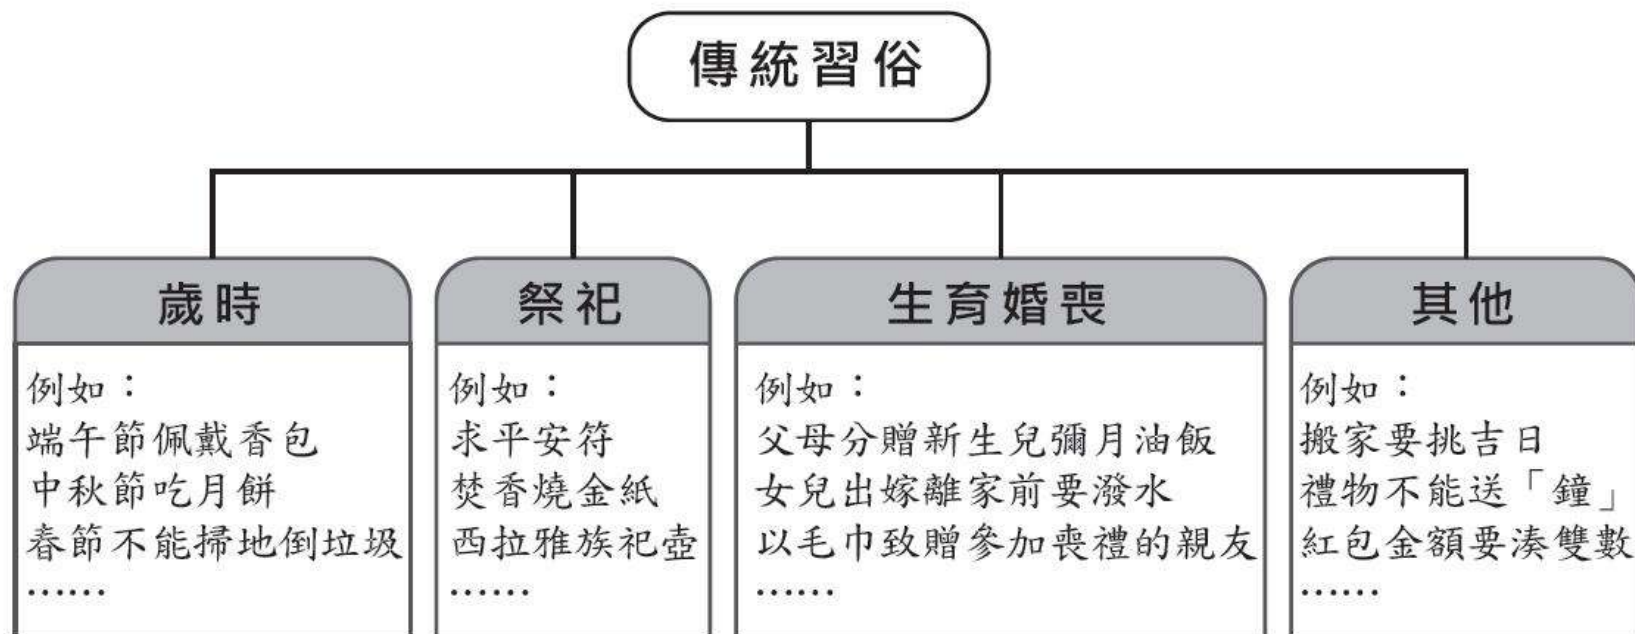 傳統習俗
歲時
例如：
端午節佩戴香包
中秋節吃月餅
春節不能掃地倒垃圾
……
祭祀
例如：
求平安符
焚香燒金紙
西拉雅族祀壺
……
生育婚喪
例如：
父母分贈新生兒彌月油飯
女兒出嫁離家前要潑水
以毛巾致贈參加喪禮的親友
……
其他
例如：
搬家要挑吉日
禮物不能送「鐘」
紅包金額要湊雙數
……